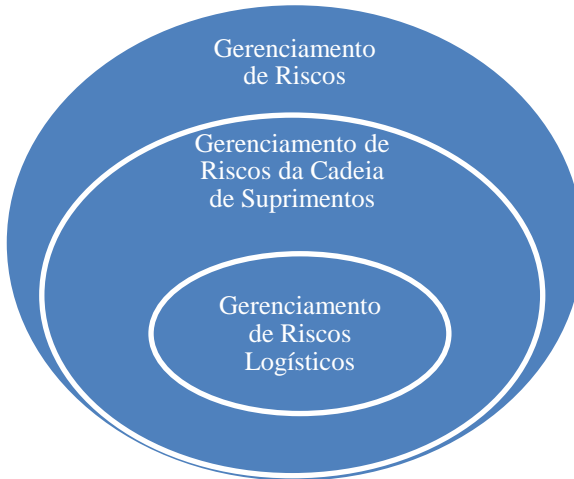 Gerenciamento
de Riscos
Gerenciamento de
Riscos da Cadeia
de Suprimentos
Gerenciamento
de Riscos
Logísticos